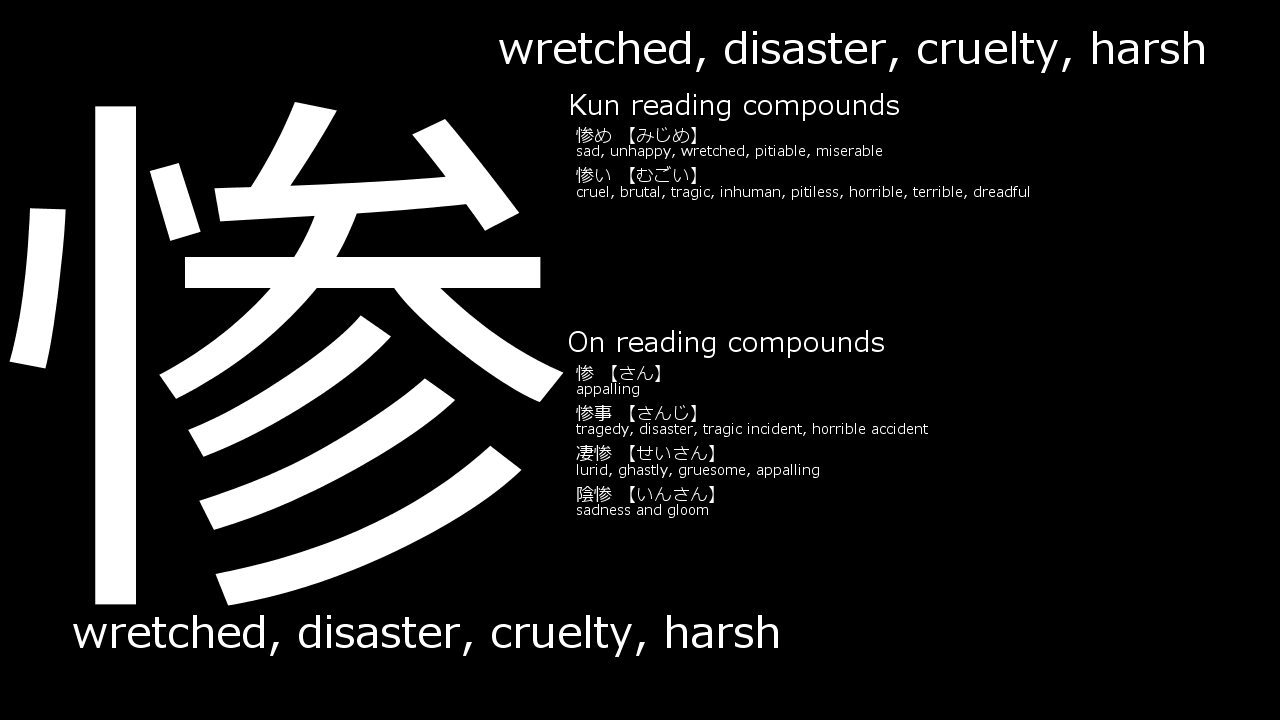 惨
wretched, disaster, cruelty, harsh
Kun reading compounds
惨め 【みじめ】
sad, unhappy, wretched, pitiable, miserable
惨い 【むごい】
cruel, brutal, tragic, inhuman, pitiless, horrible, terrible, dreadful
On reading compounds
惨 【さん】
appalling
惨事 【さんじ】
tragedy, disaster, tragic incident, horrible accident
凄惨 【せいさん】
lurid, ghastly, gruesome, appalling
陰惨 【いんさん】
sadness and gloom
wretched, disaster, cruelty, harsh